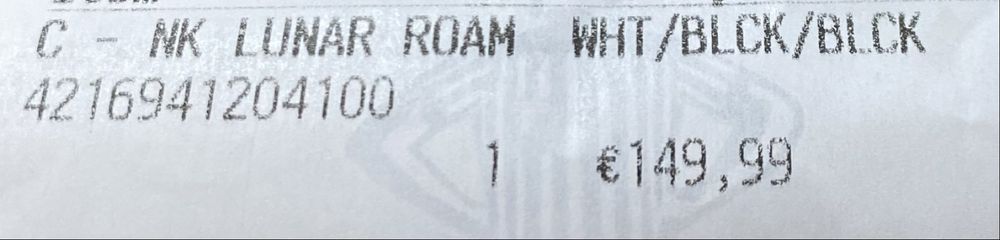 C - NK LUNAR ROAM WHT/BLCK/BLCK
4216941204100
1 €149,99